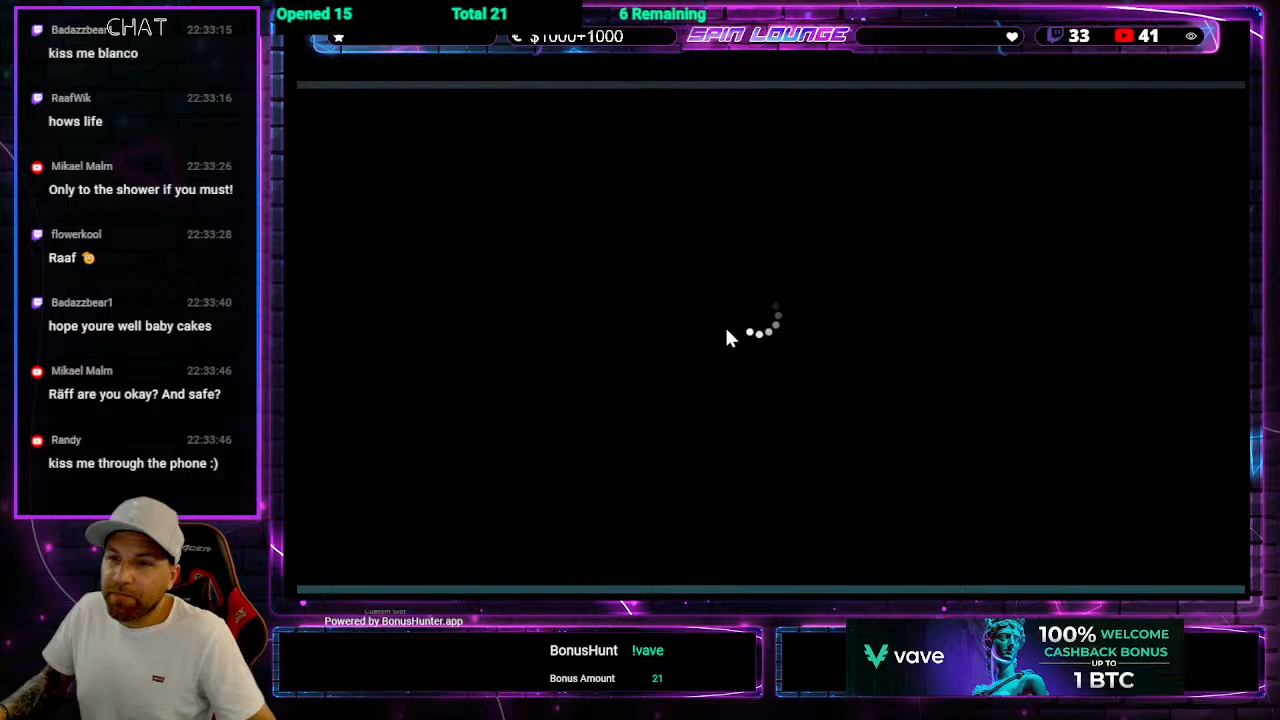 Opened 15
Total 21
6 Remaining
CHAT
Badazzbear1 22:33:15
kiss me blanco
$1000+1000
SPIN LOUNGE
33
41
RaafWik 22:33:16
hows life
Mikael Malm 22:33:26
Only to the shower if you must!
flowerkool 22:33:28
Raaf
Badazzbear1 22:33:40
hope youre well baby cakes
Mikael Malm 22:33:46
Räff are you okay? And safe?
Randy 22:33:46
kiss me through the phone :)
Custom Slot
Powered by BonusHunter.app
BonusHunt !vave
Bonus Amount 21
vave
100% WELCOME
CASHBACK BONUS
UP TO
1 BTC